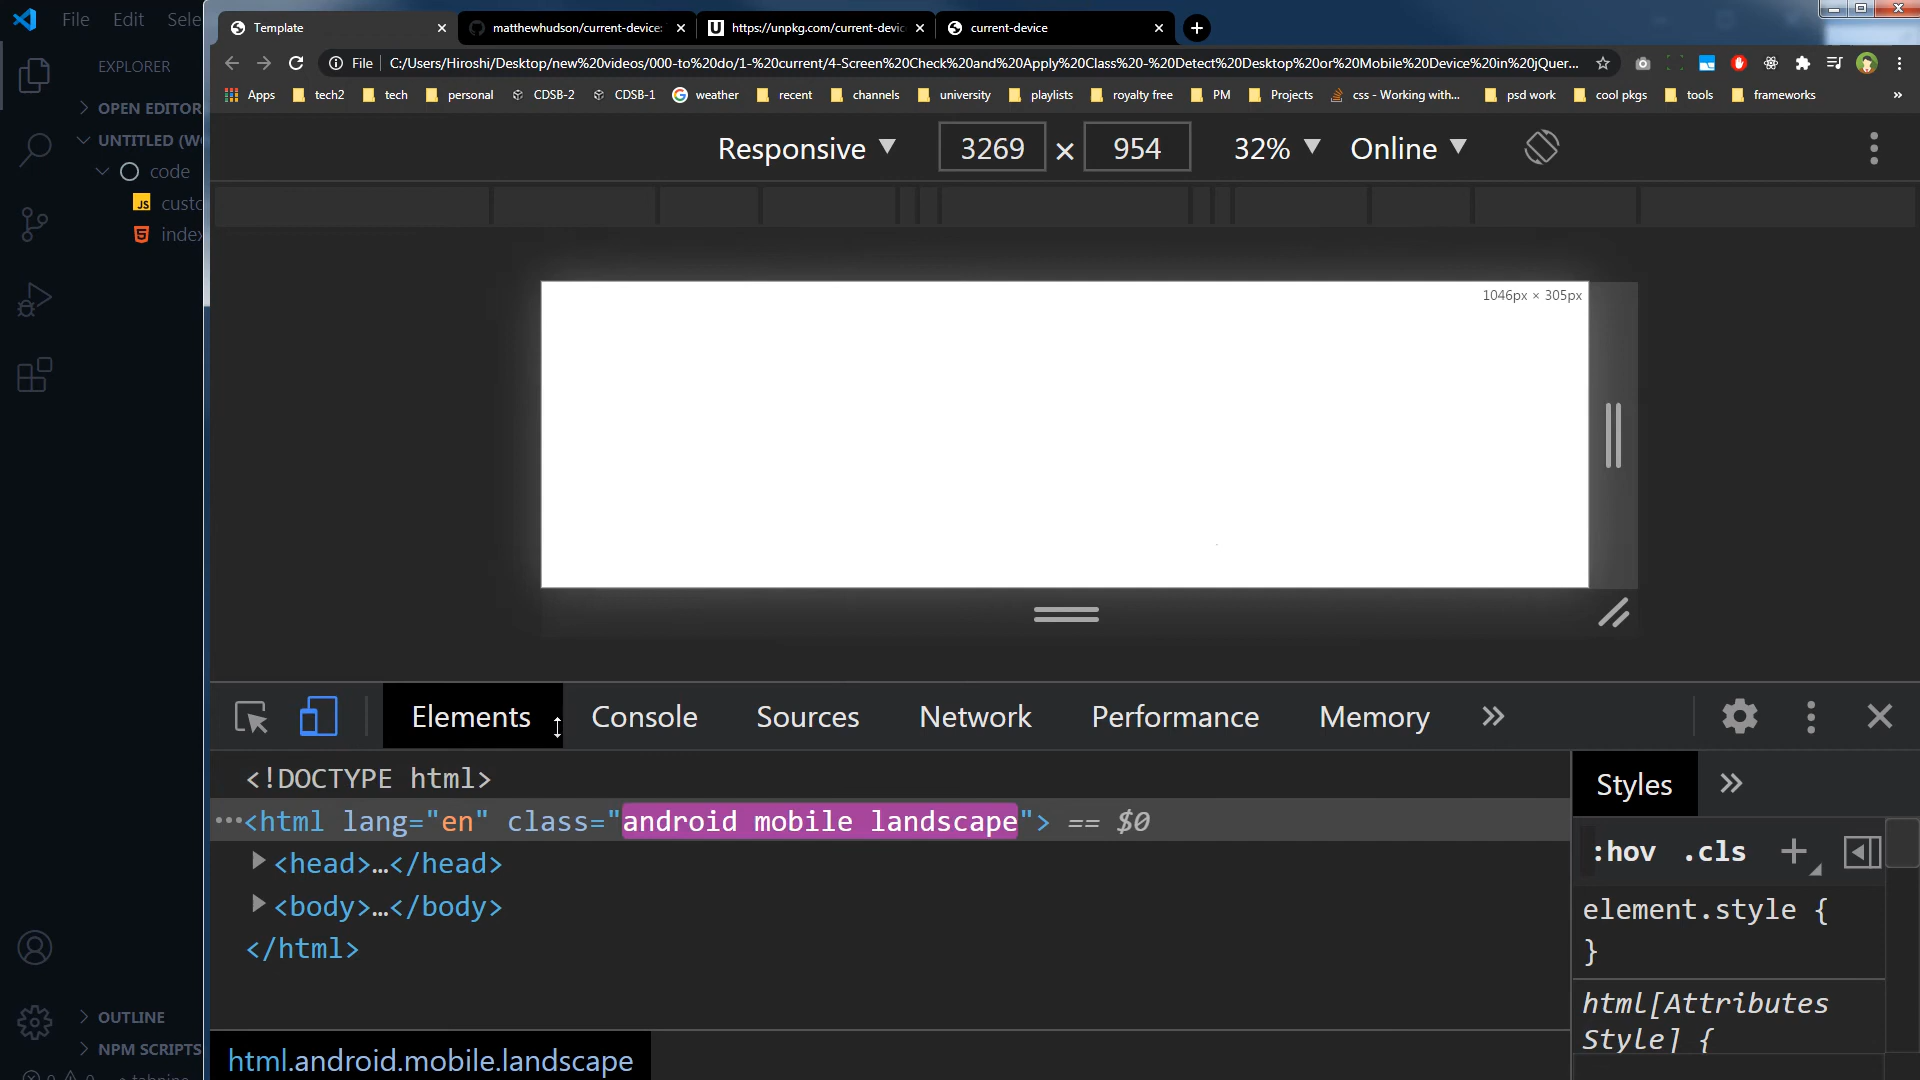 File Edit Sele
EXPLORER
OPEN EDITOR
UNTITLED (WO
code
JS custo
index
OUTLINE
NPM SCRIPTS
Template
matthewhudson/current-device:
U https://unpkg.com/current-devic
current-device
File C:/Users/Hiroshi/Desktop/new%20videos/000-to%20do/1-%20current/4-Screen%20Check%20and%20Apply%20Class%20-%20Detect%20Desktop%20or%20Mobile%20Device%20in%20jQuer...
Apps tech2 tech personal CDSB-2 CDSB-1 weather recent channels university playlists royalty free PM Projects css - Working with... psd work cool pkgs tools frameworks »
Responsive 3269 × 954 32% Online
1046px × 305px
Elements Console Sources Network Performance Memory »
<!DOCTYPE html>
<html lang="en" class="android mobile landscape"> == $0
<head>…</head>
<body>…</body>
</html>
html.android.mobile.landscape
Styles »
:hov .cls +
element.style {
}
html[Attributes
Style] {